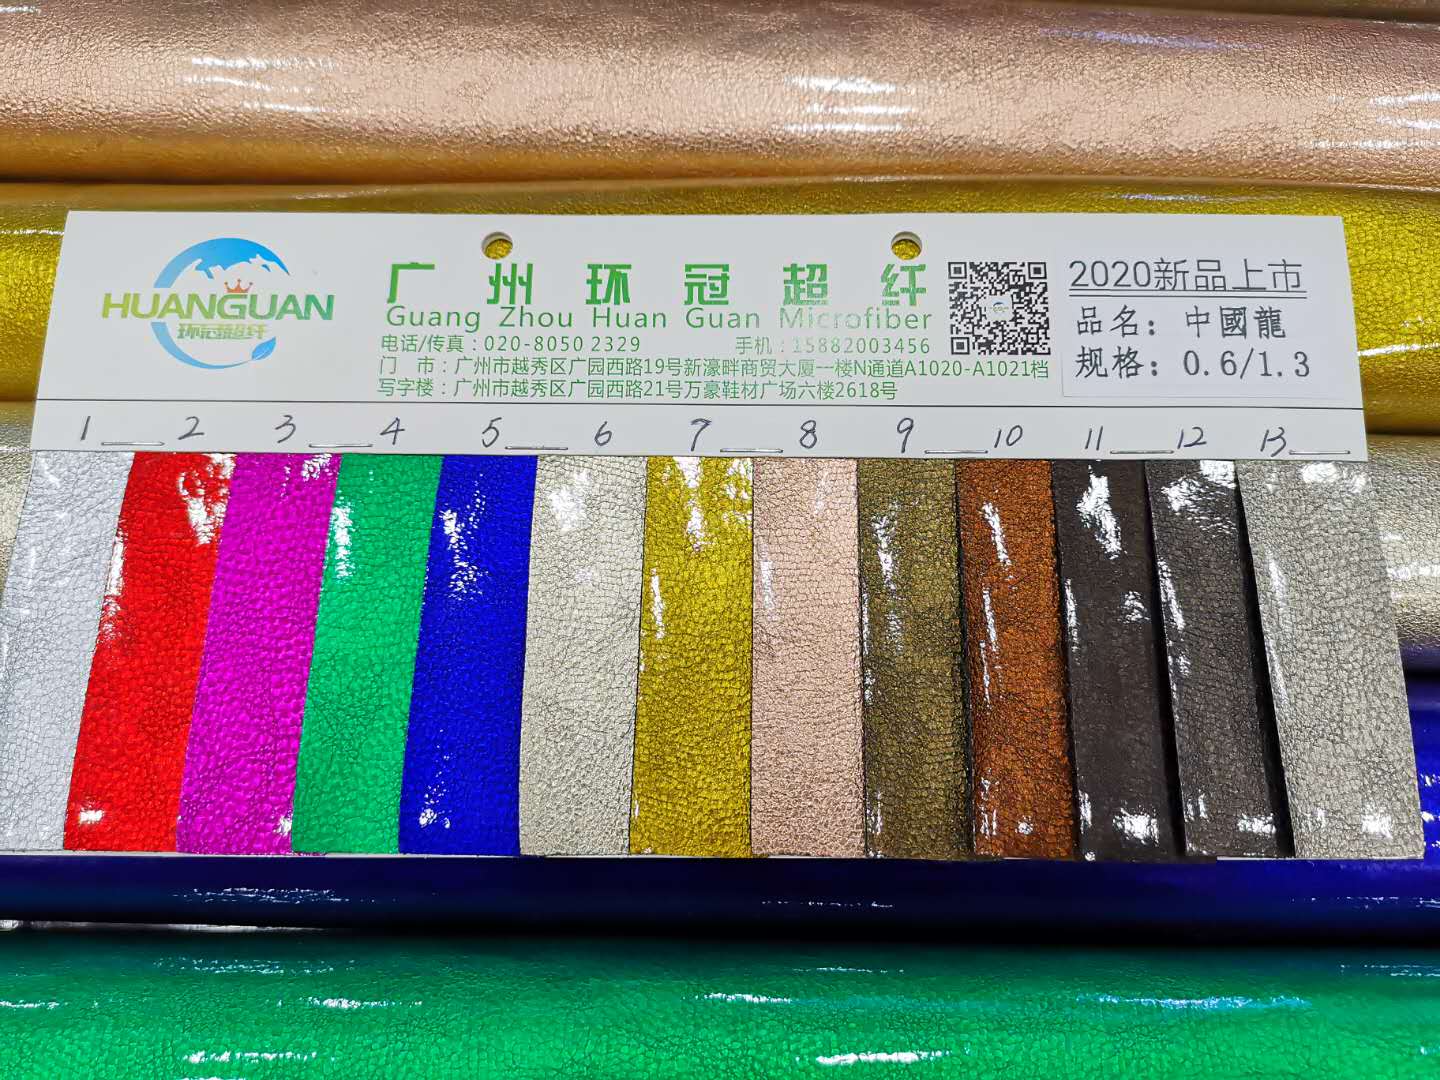 HUANGUAN
环冠超纤
广州环冠超纤
Guang Zhou Huan Guan Microfiber
电话/传真：020-8050 2329 手机：15882003456
门 市：广州市越秀区广园西路19号新濠畔商贸大厦一楼N通道A1020-A1021档
写字楼：广州市越秀区广园西路21号万豪鞋材广场六楼2618号
2020新品上市
品名：中國龍
规格：0.6/1.3
1 2 3 4 5 6 7 8 9 10 11 12 13